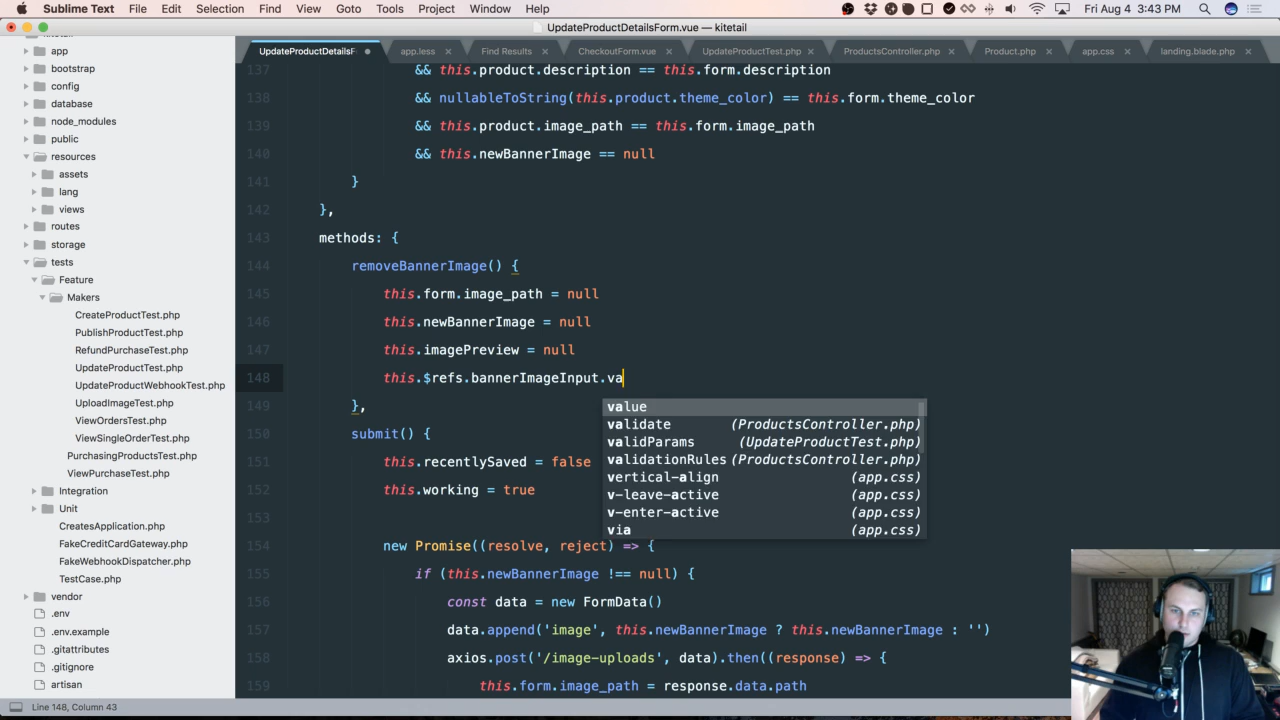 Sublime Text File Edit Selection Find View Goto Tools Project Window Help Fri Aug 4 3:43 PM
UpdateProductDetailsForm.vue — kitetail
UpdateProductDetailsF app.less × Find Results × CheckoutForm.vue × UpdateProductTest.php × ProductsController.php × Product.php × app.css × landing.blade.php ×
app
bootstrap
config
database
node_modules
public
resources
assets
lang
views
routes
storage
tests
Feature
Makers
CreateProductTest.php
PublishProductTest.php
RefundPurchaseTest.php
UpdateProductTest.php
UpdateProductWebhookTest.php
UploadImageTest.php
ViewOrdersTest.php
ViewSingleOrderTest.php
PurchasingProductsTest.php
ViewPurchaseTest.php
Integration
Unit
CreatesApplication.php
FakeCreditCardGateway.php
FakeWebhookDispatcher.php
TestCase.php
vendor
.env
.env.example
.gitattributes
.gitignore
artisan
137 && this.product.description == this.form.description
138 && nullableToString(this.product.theme_color) == this.form.theme_color
139 && this.product.image_path == this.form.image_path
140 && this.newBannerImage == null
141 }
142 },
143 methods: {
144 removeBannerImage() {
145 this.form.image_path = null
146 this.newBannerImage = null
147 this.imagePreview = null
148 this.$refs.bannerImageInput.va
149 },
150 submit() {
151 this.recentlySaved = false
152 this.working = true
153
154 new Promise((resolve, reject) => {
155 if (this.newBannerImage !== null) {
156 const data = new FormData()
157 data.append('image', this.newBannerImage ? this.newBannerImage : '')
158 axios.post('/image-uploads', data).then((response) => {
159 this.form.image_path = response.data.path
value
validate (ProductsController.php)
validParams (UpdateProductTest.php)
validationRules (ProductsController.php)
vertical-align (app.css)
v-leave-active (app.css)
v-enter-active (app.css)
via (app.css)
Line 148, Column 43